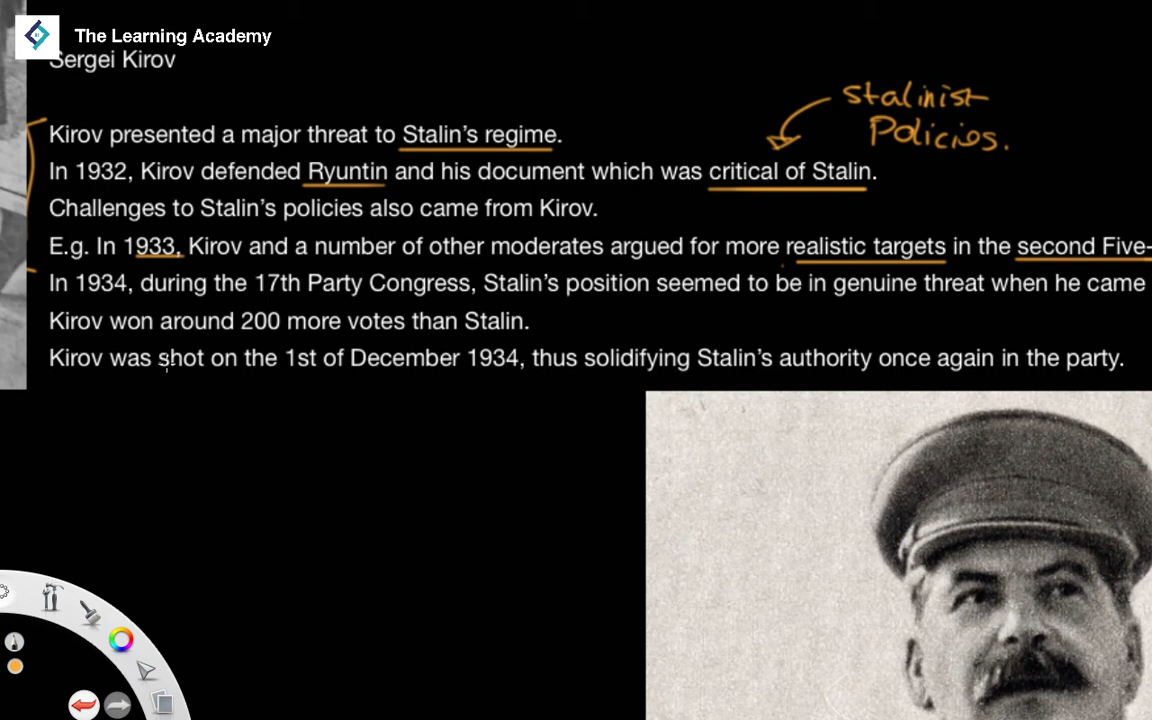 The Learning Academy
Sergei Kirov
stalinist
Policies.
Kirov presented a major threat to Stalin's regime.
In 1932, Kirov defended Ryuntin and his document which was critical of Stalin.
Challenges to Stalin's policies also came from Kirov.
E.g. In 1933, Kirov and a number of other moderates argued for more realistic targets in the second Five-
In 1934, during the 17th Party Congress, Stalin's position seemed to be in genuine threat when he came
Kirov won around 200 more votes than Stalin.
Kirov was shot on the 1st of December 1934, thus solidifying Stalin's authority once again in the party.